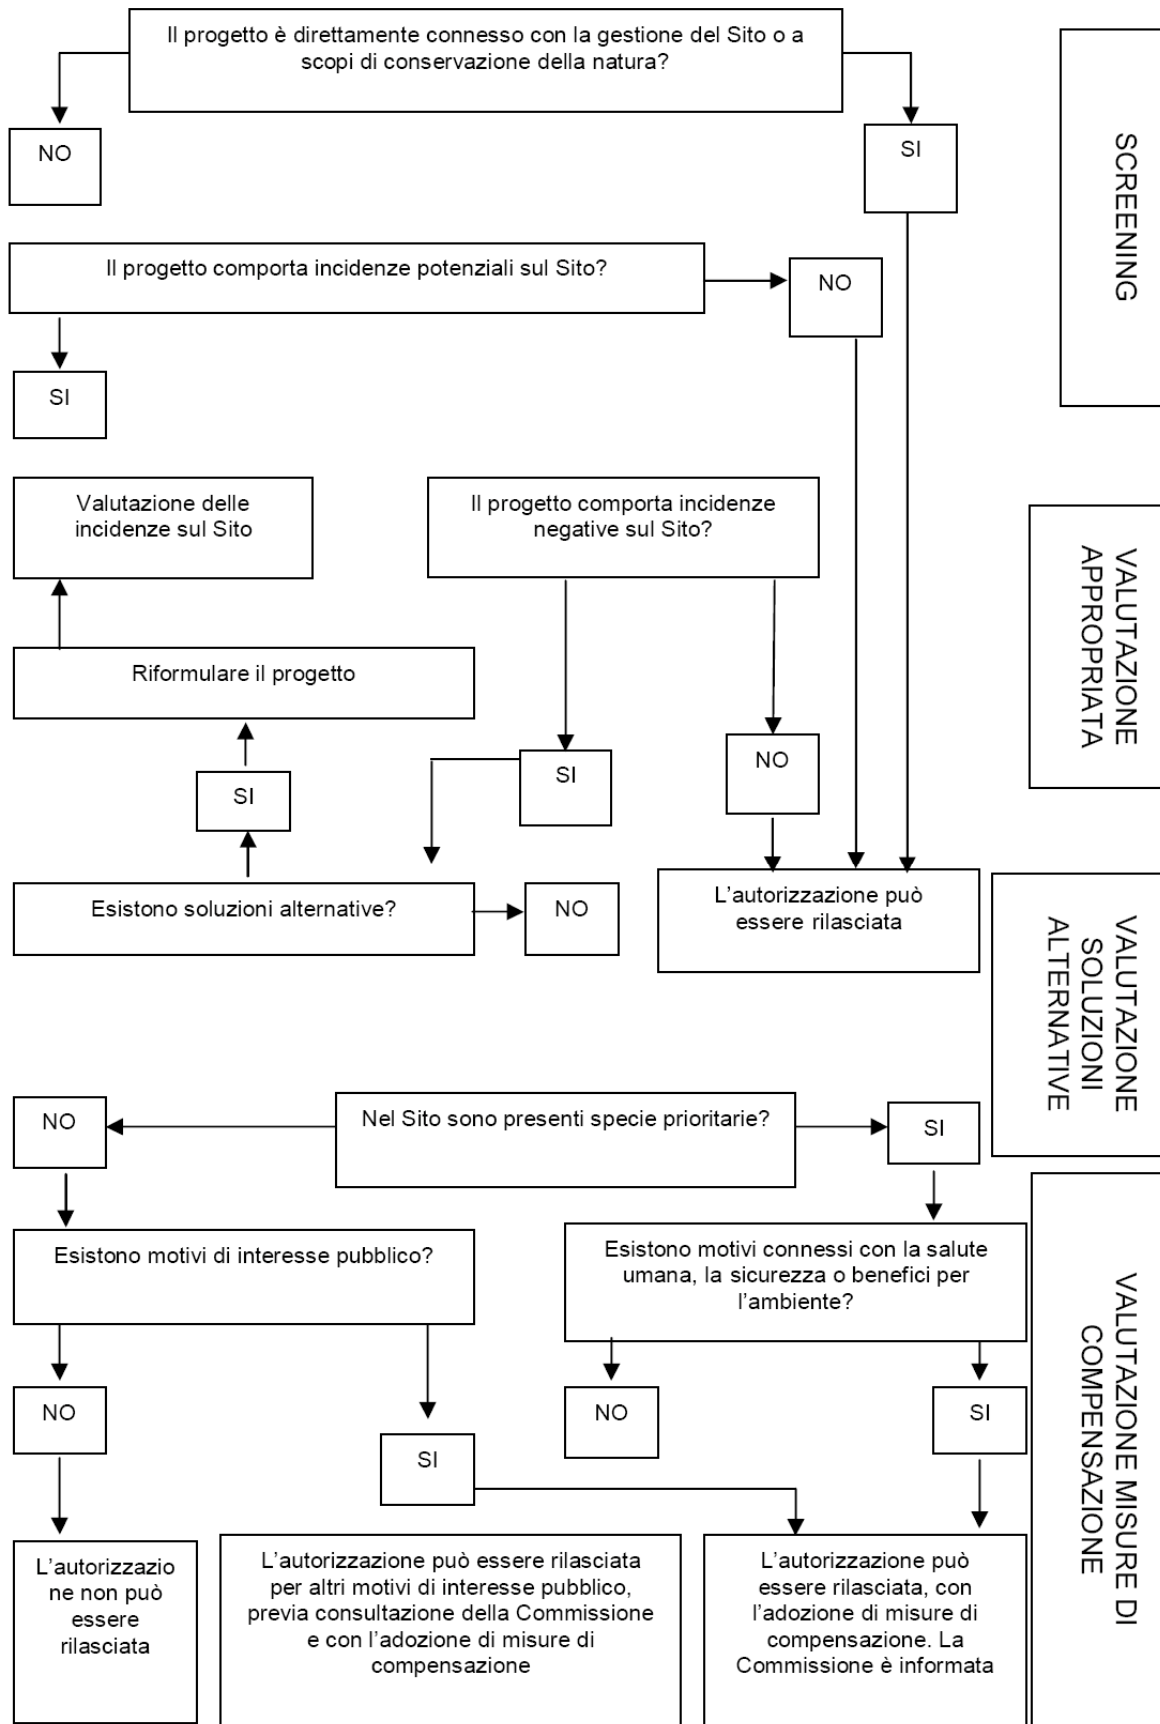 Il progetto è direttamente connesso con la gestione del Sito o a
scopi di conservazione della natura?
NO
SI
SCREENING
Il progetto comporta incidenze potenziali sul Sito?
NO
SI
Valutazione delle
incidenze sul Sito
Il progetto comporta incidenze
negative sul Sito?
VALUTAZIONE
APPROPRIATA
Riformulare il progetto
SI
NO
SI
Esistono soluzioni alternative?
NO
L'autorizzazione può
essere rilasciata
VALUTAZIONE
SOLUZIONI
ALTERNATIVE
NO
Nel Sito sono presenti specie prioritarie?
SI
Esistono motivi di interesse pubblico?
Esistono motivi connessi con la salute
umana, la sicurezza o benefici per
l'ambiente?
VALUTAZIONE MISURE DI
COMPENSAZIONE
NO
SI
NO
SI
L'autorizzazio
ne non può
essere
rilasciata
L'autorizzazione può essere rilasciata
per altri motivi di interesse pubblico,
previa consultazione della Commissione
e con l'adozione di misure di
compensazione
L'autorizzazione può
essere rilasciata, con
l'adozione di misure di
compensazione. La
Commissione è informata